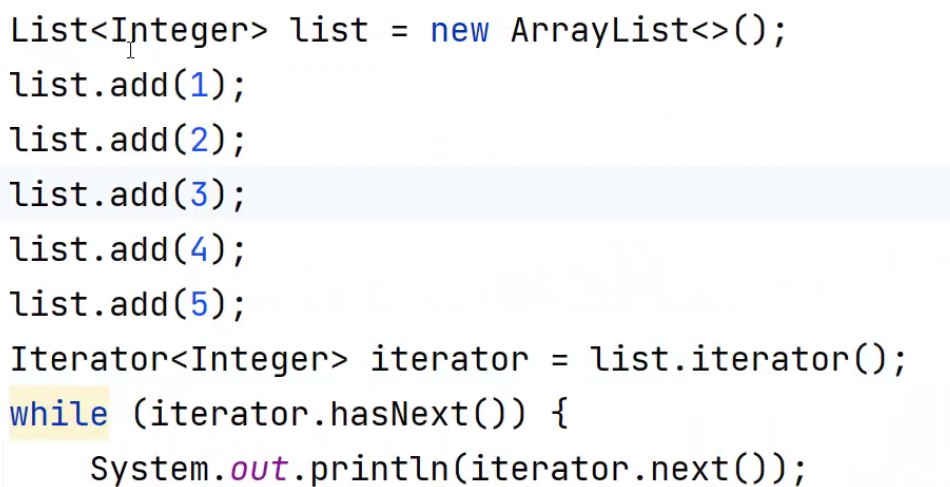 List<Integer> list = new ArrayList<>();
list.add(1);
list.add(2);
list.add(3);
list.add(4);
list.add(5);
Iterator<Integer> iterator = list.iterator();
while (iterator.hasNext()) {
    System.out.println(iterator.next());